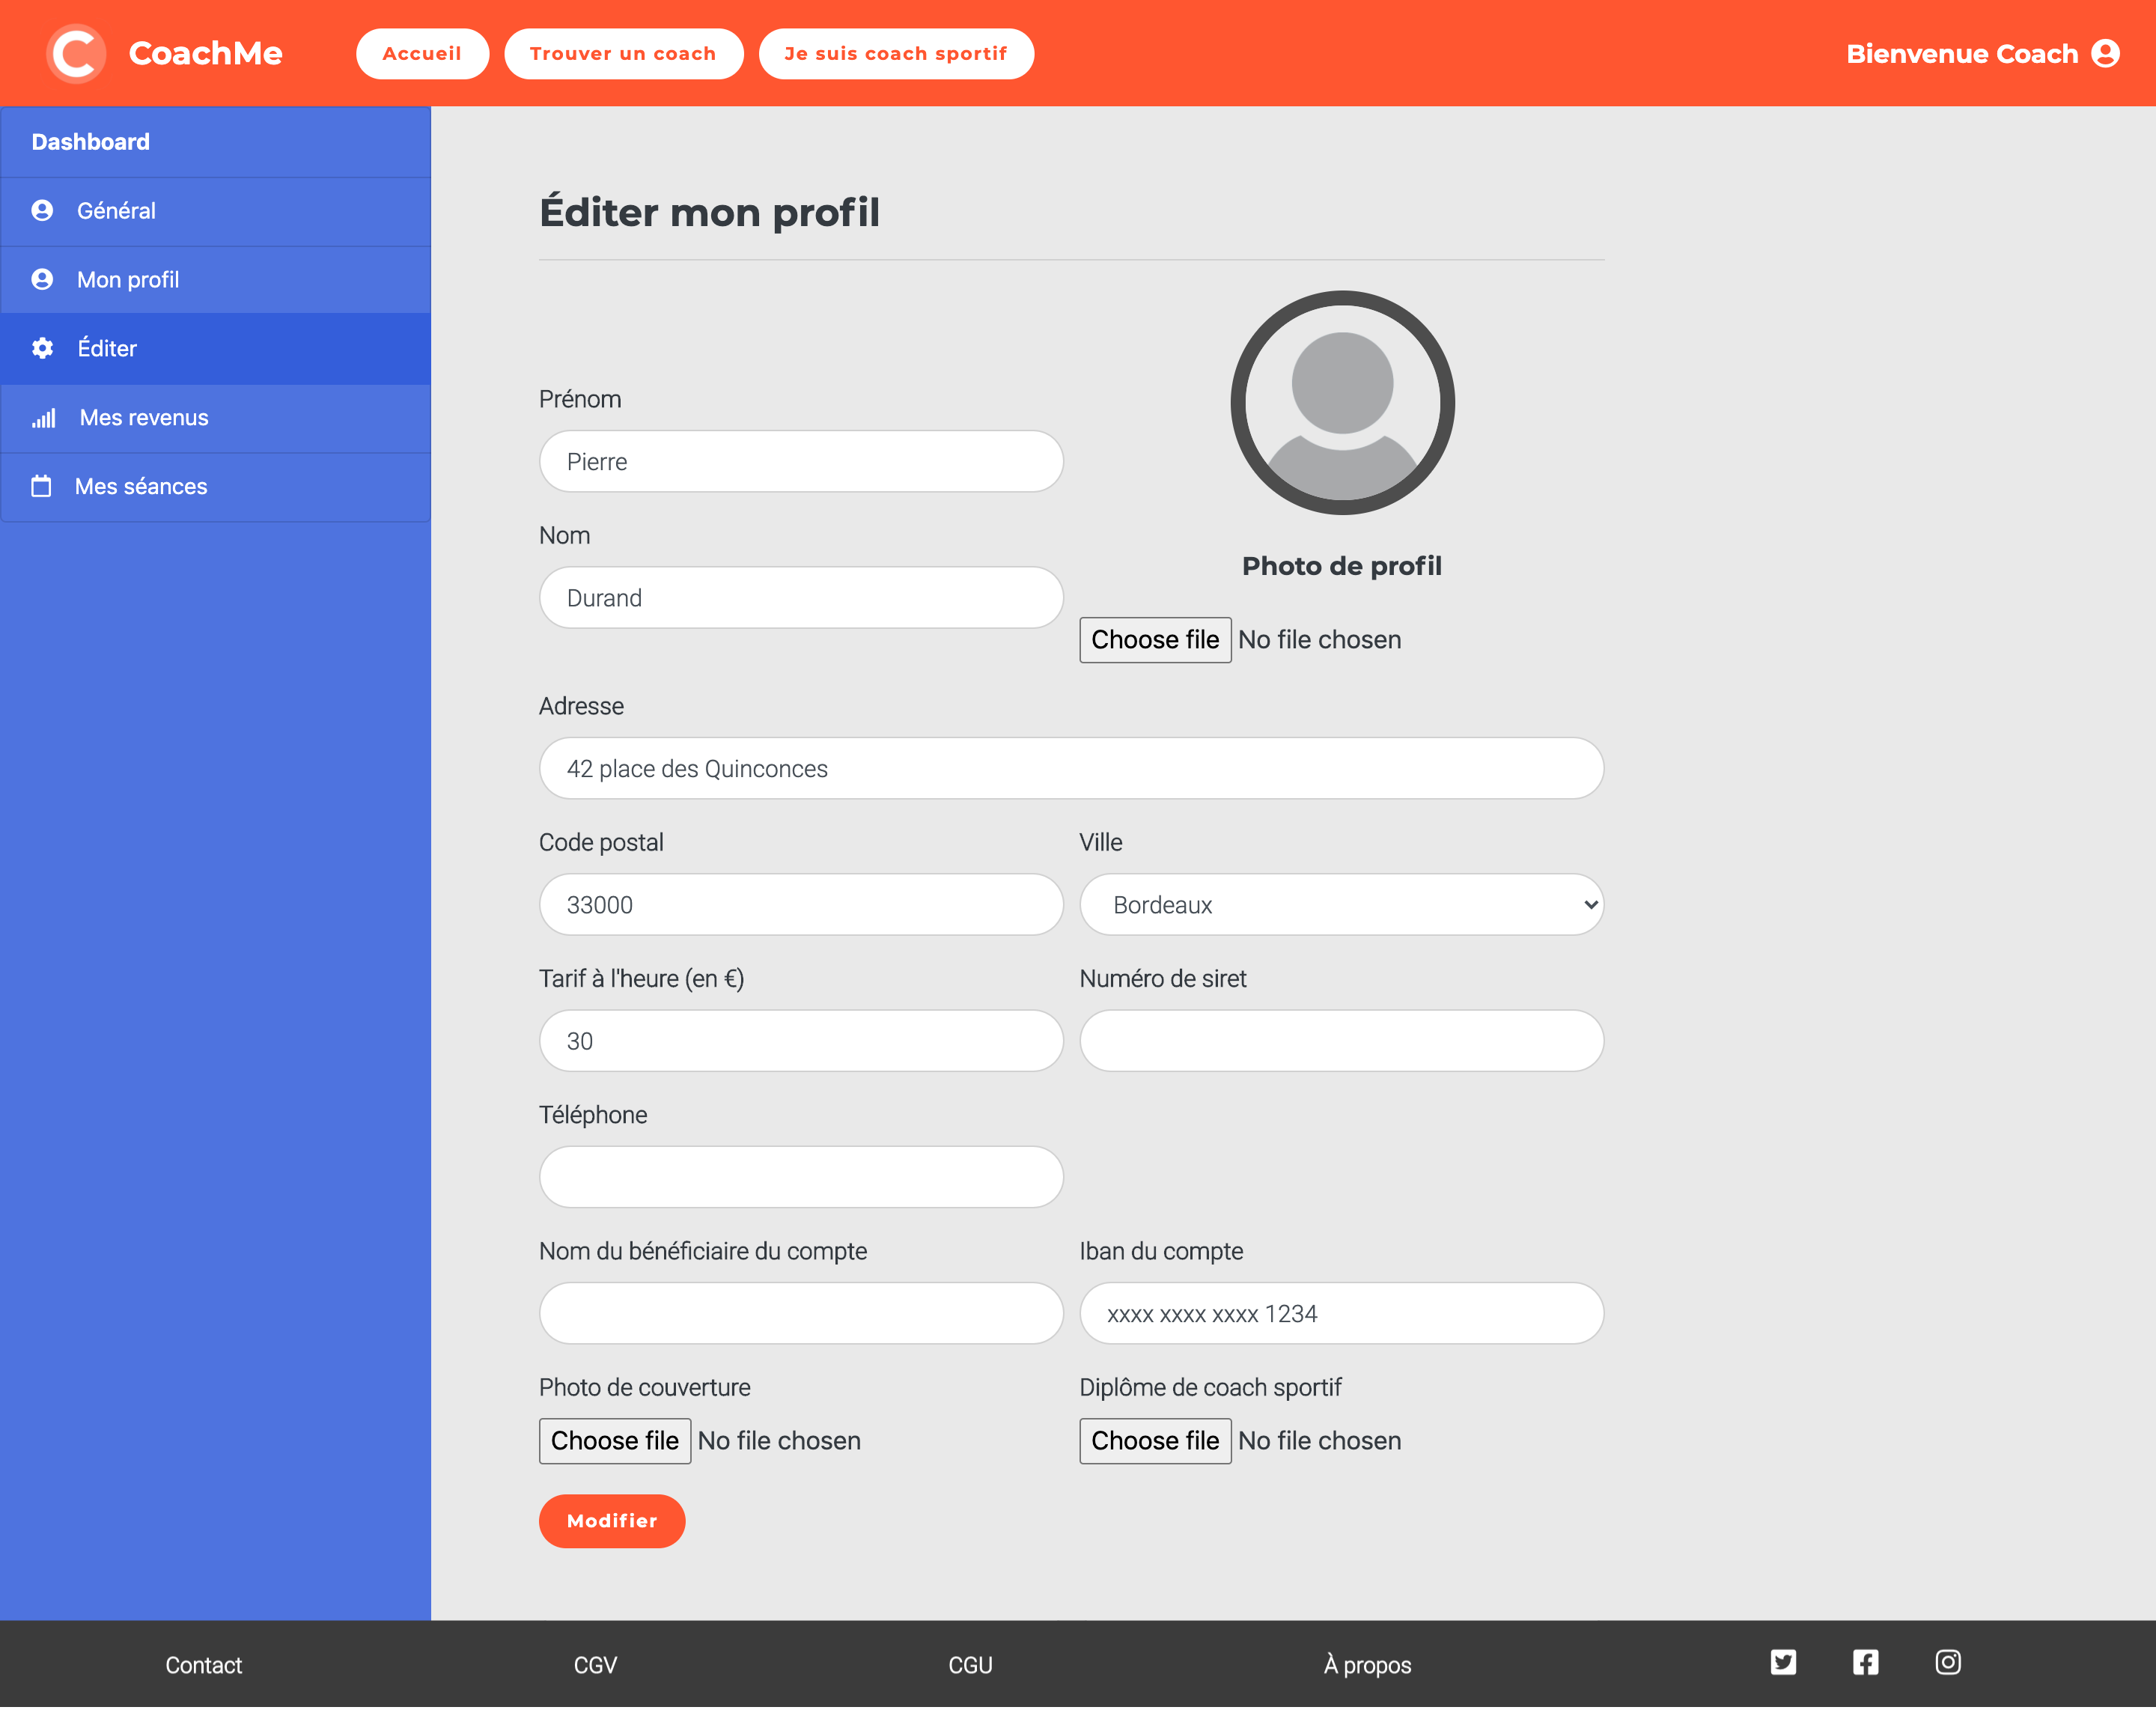 C CoachMe Accueil Trouver un coach Je suis coach sportif Bienvenue Coach
Dashboard
Général
Mon profil
Éditer
Mes revenus
Mes séances
Éditer mon profil
Prénom
Pierre
Nom
Durand
Photo de profil
Choose file No file chosen
Adresse
42 place des Quinconces
Code postal Ville
33000 Bordeaux
Tarif à l'heure (en €) Numéro de siret
30
Téléphone
Nom du bénéficiaire du compte Iban du compte
xxxx xxxx xxxx 1234
Photo de couverture Diplôme de coach sportif
Choose file No file chosen Choose file No file chosen
Modifier
Contact CGV CGU À propos